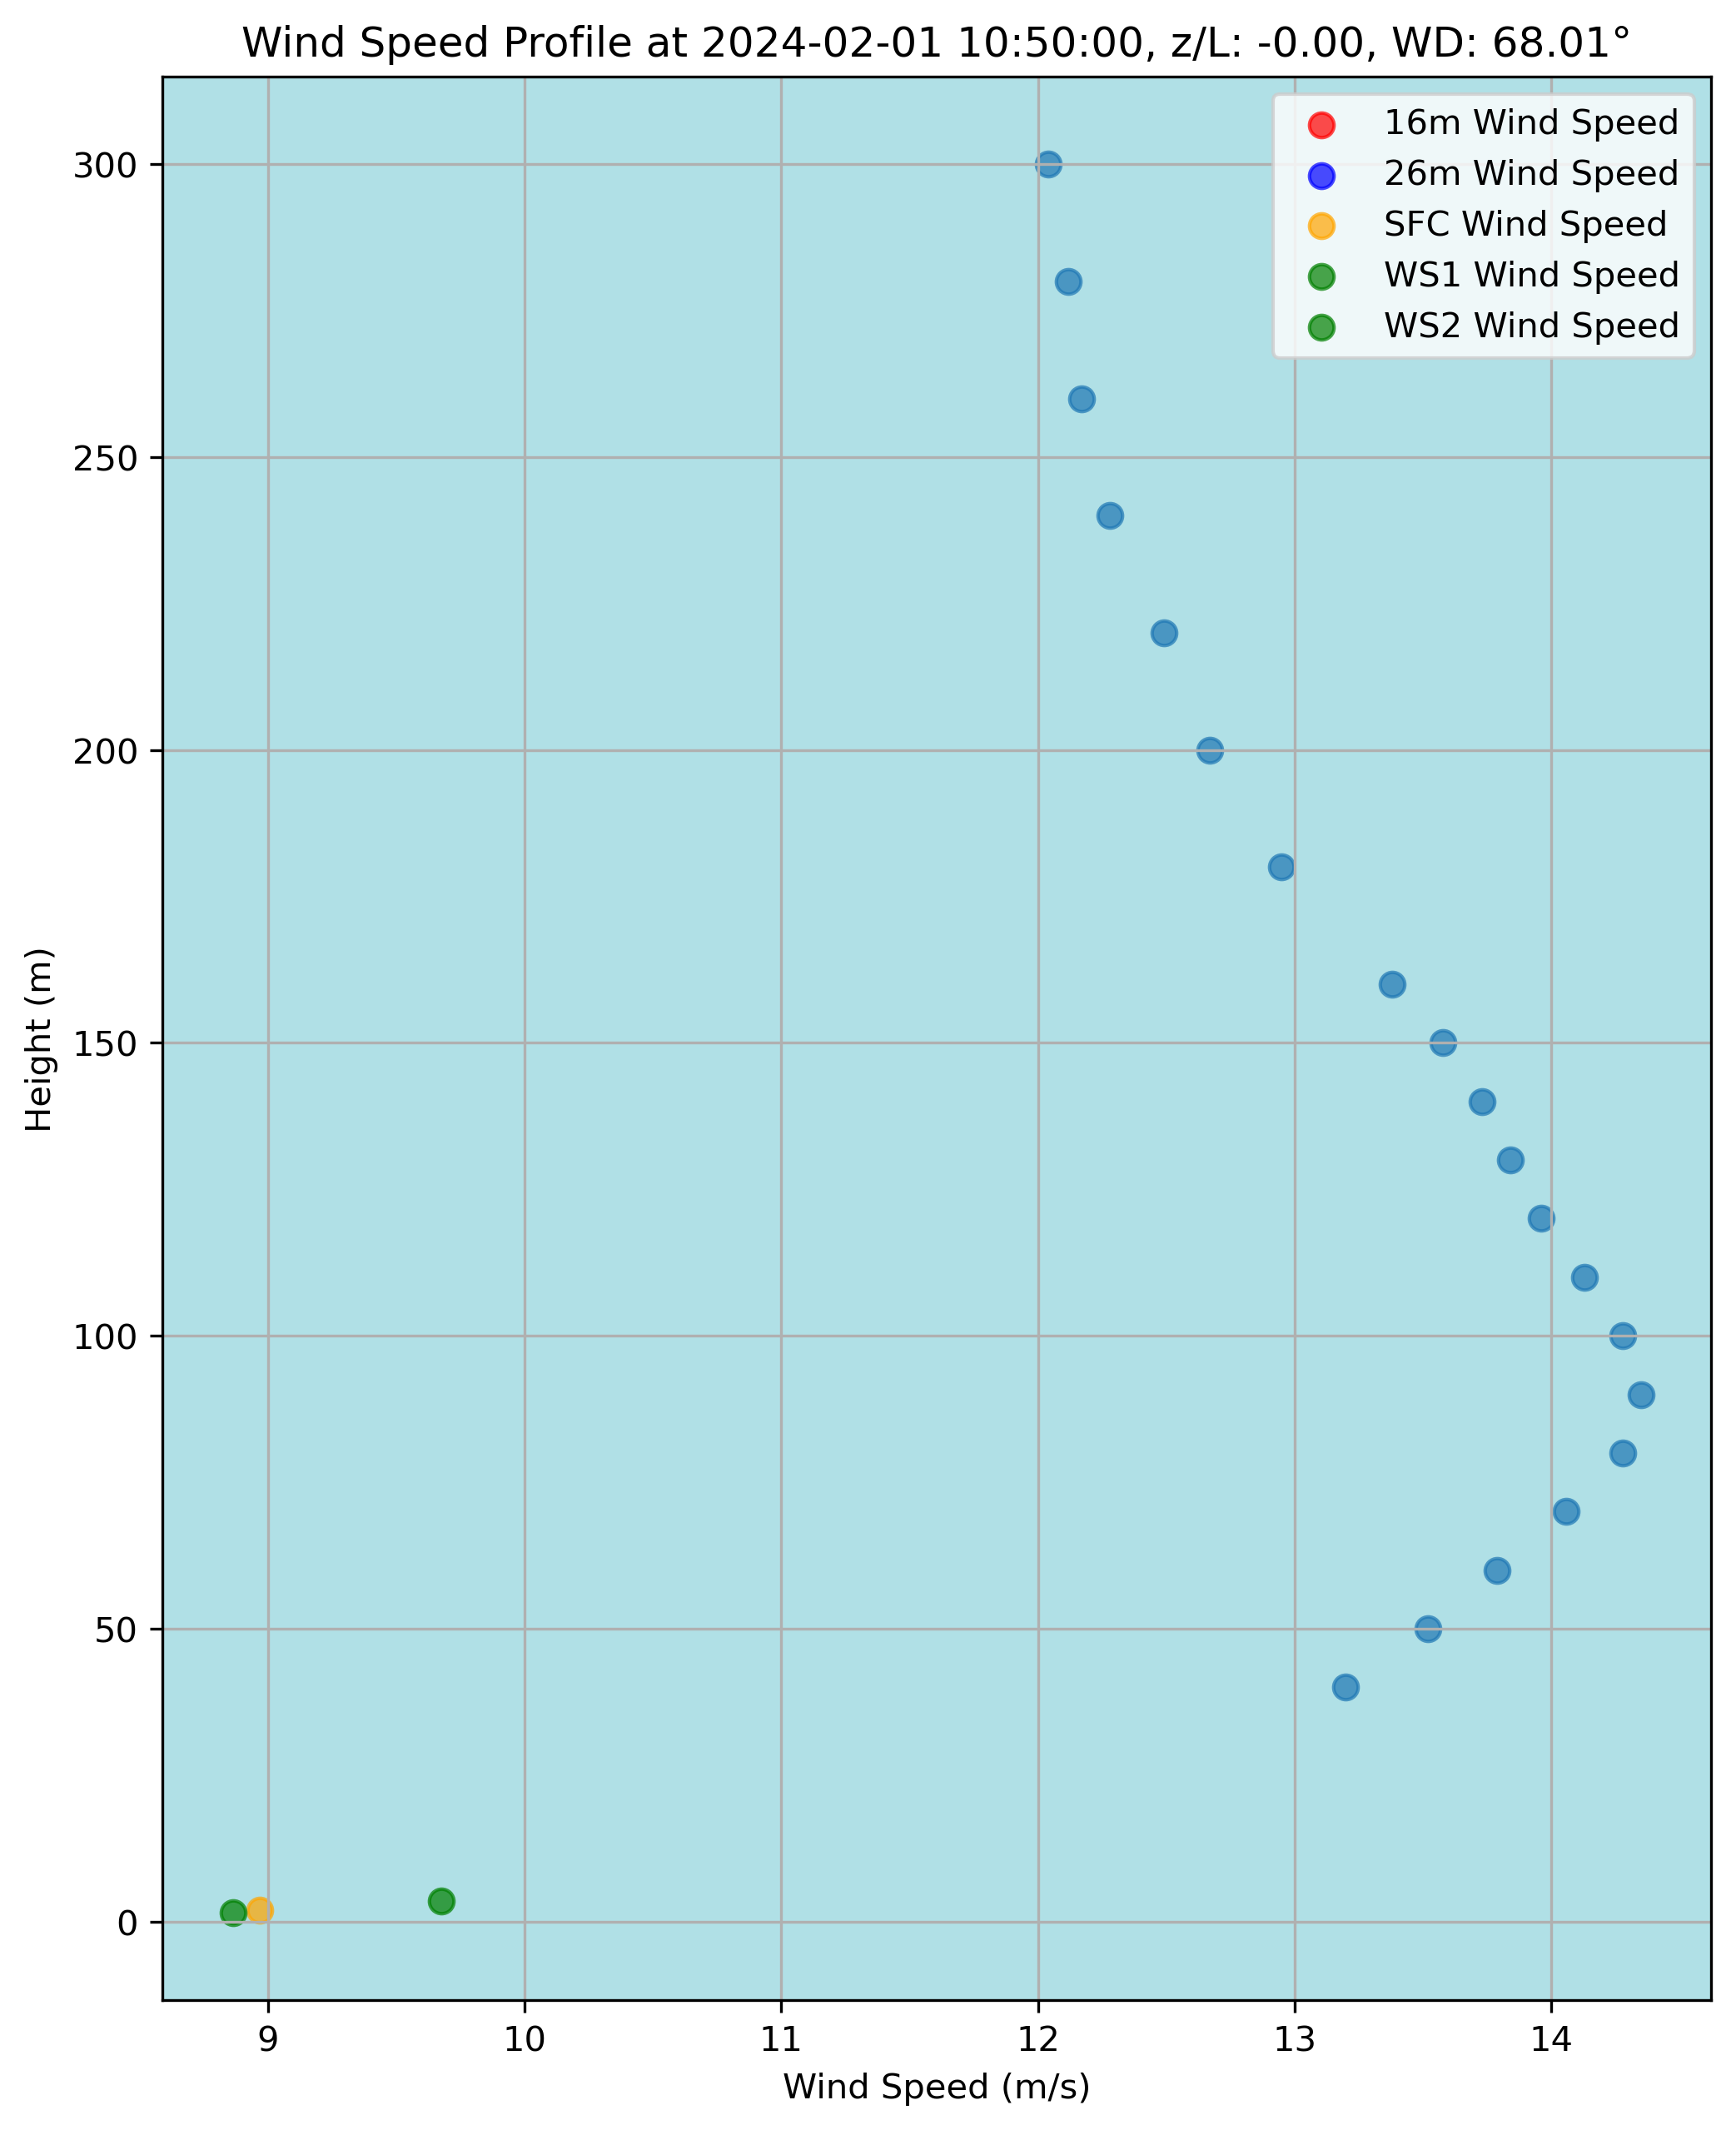 Wind Speed Profile at 2024-02-01 10:50:00, z/L: -0.00, WD: 68.01°
16m Wind Speed
26m Wind Speed
SFC Wind Speed
WS1 Wind Speed
WS2 Wind Speed
300
250
200
150
100
50
0
Height (m)
9 10 11 12 13 14
Wind Speed (m/s)